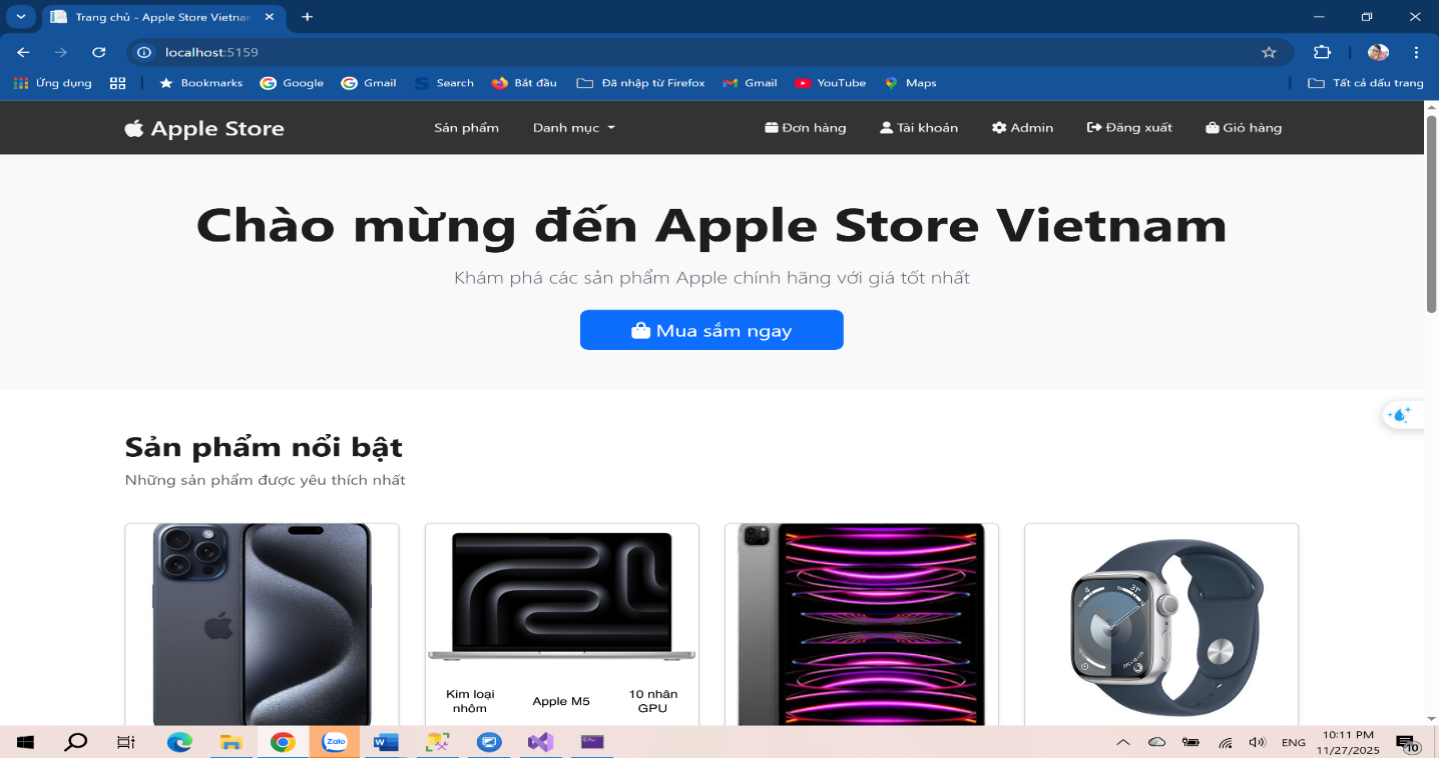 Trang chủ - Apple Store Vietnar
localhost:5159
Ứng dụng Bookmarks Google Gmail Search Bắt đầu Đã nhập từ Firefox Gmail YouTube Maps Tất cả dấu trang
Apple Store Sản phẩm Danh mục Đơn hàng Tài khoản Admin Đăng xuất Giỏ hàng
Chào mừng đến Apple Store Vietnam
Khám phá các sản phẩm Apple chính hãng với giá tốt nhất
Mua sắm ngay
Sản phẩm nổi bật
Những sản phẩm được yêu thích nhất
Kim loại nhôm
Apple M5
10 nhân GPU
Zalo
ENG
10:11 PM
11/27/2025
10